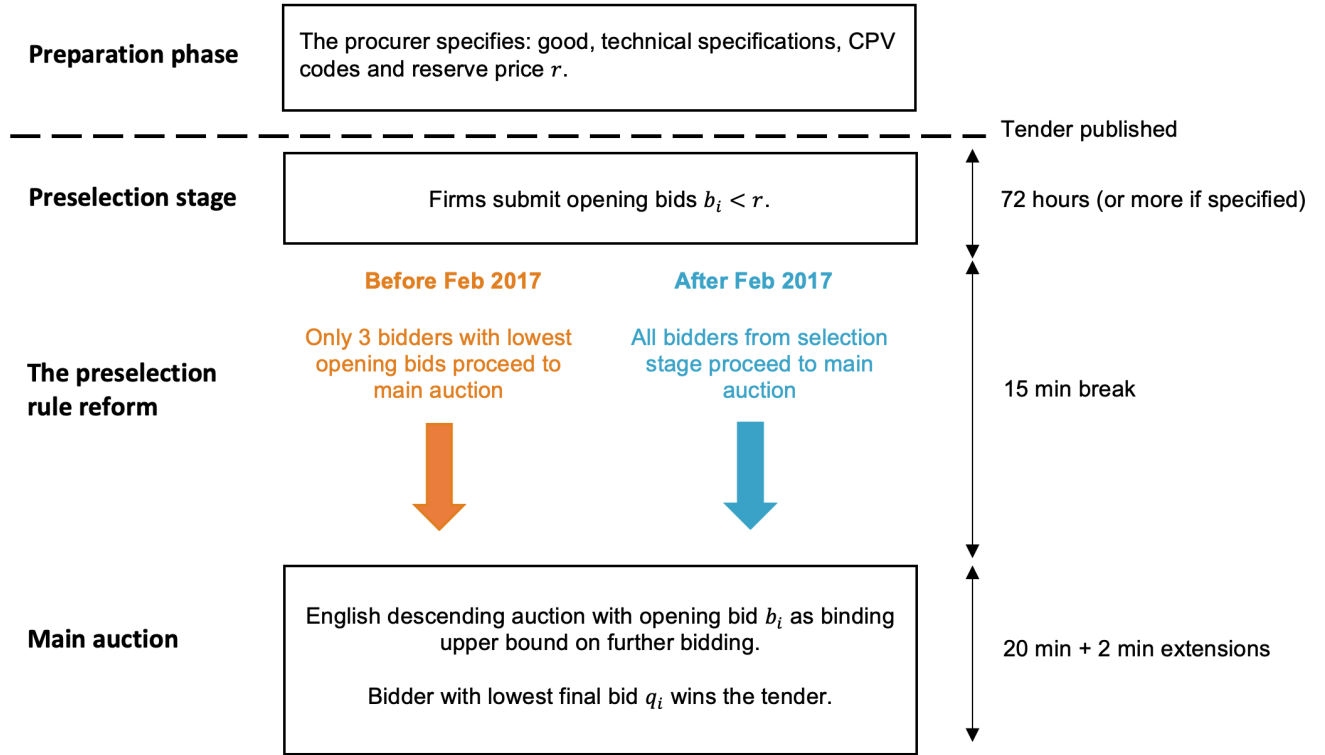 Preparation phase
The procurer specifies: good, technical specifications, CPV
codes and reserve price r.
Tender published
Preselection stage
Firms submit opening bids bᵢ < r.
72 hours (or more if specified)
Before Feb 2017
After Feb 2017
Only 3 bidders with lowest
opening bids proceed to
main auction
All bidders from selection
stage proceed to main
auction
The preselection
rule reform
15 min break
Main auction
English descending auction with opening bid bᵢ as binding
upper bound on further bidding.
Bidder with lowest final bid qᵢ wins the tender.
20 min + 2 min extensions